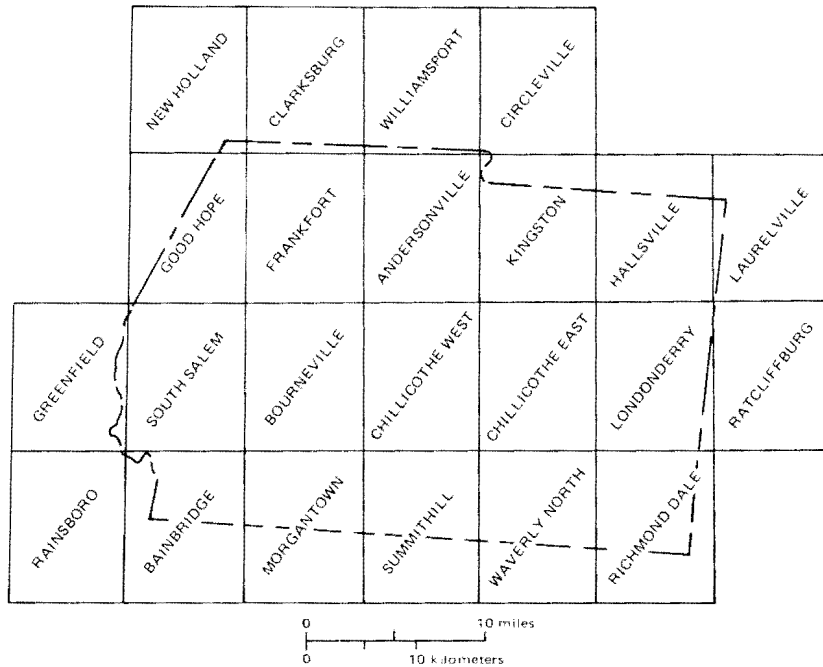 NEW HOLLAND
CLARKSBURG
WILLIAMSPORT
CIRCLEVILLE
GOOD HOPE
FRANKFORT
ANDERSONVILLE
KINGSTON
HALLSVILLE
LAURELVILLE
GREENFIELD
SOUTH SALEM
BOURNEVILLE
CHILLICOTHE WEST
CHILLICOTHE EAST
LONDONDERRY
RATCLIFFBURG
RAINSBORO
BAINBRIDGE
MORGANTOWN
SUMMITHILL
WAVERLY NORTH
RICHMOND DALE
0 10 miles
0 10 kilometers